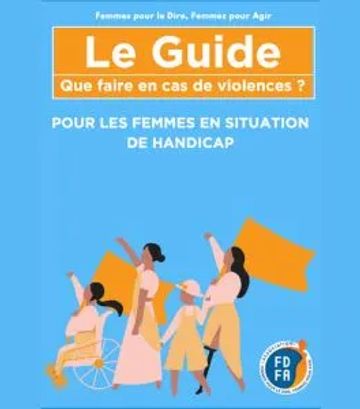 Femmes pour le Dire, Femmes pour Agir
Le Guide
Que faire en cas de violences ?
POUR LES FEMMES EN SITUATION
DE HANDICAP
FD
FA